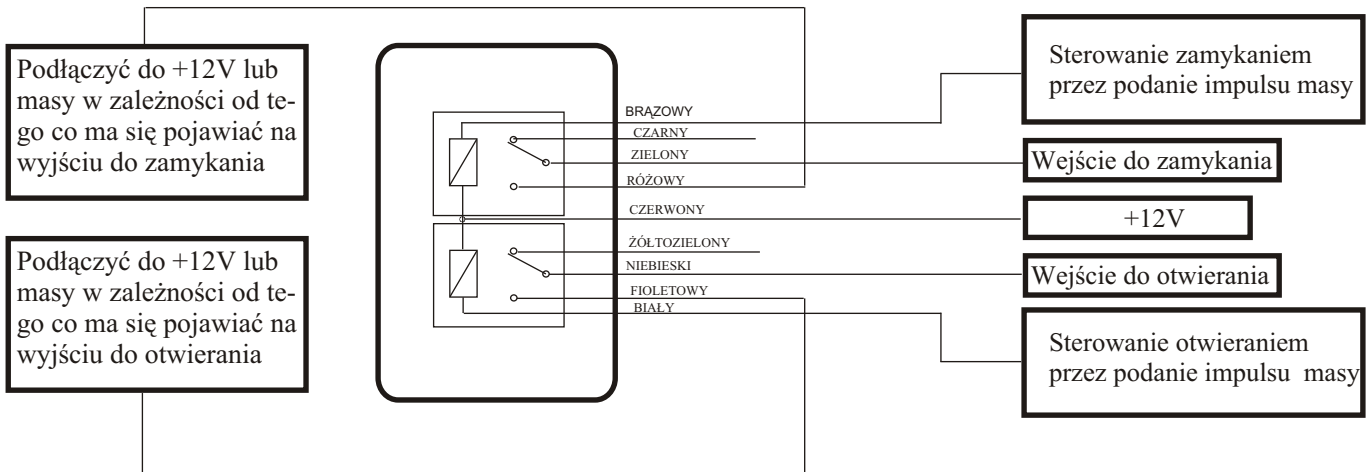 Podłączyć do +12V lub
masy w zależności od te-
go co ma się pojawiać na
wyjściu do zamykania
Podłączyć do +12V lub
masy w zależności od te-
go co ma się pojawiać na
wyjściu do otwierania
BRĄZOWY
CZARNY
ZIELONY
RÓŻOWY
CZERWONY
ŻÓŁTOZIELONY
NIEBIESKI
FIOLETOWY
BIAŁY
Sterowanie zamykaniem
przez podanie impulsu masy
Wejście do zamykania
+12V
Wejście do otwierania
Sterowanie otwieraniem
przez podanie impulsu masy